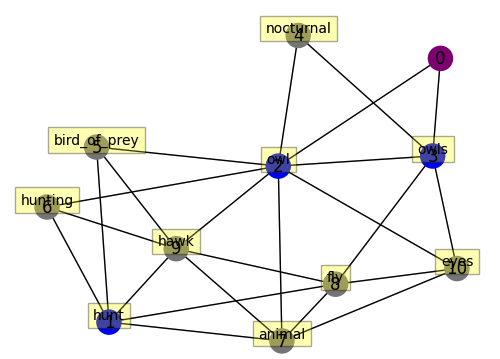 nocturnal
4
0
bird_of_prey
5
owl
2
owls
3
hunting
6
hawk
9
fly
8
eyes
10
hunt
1
animal
7